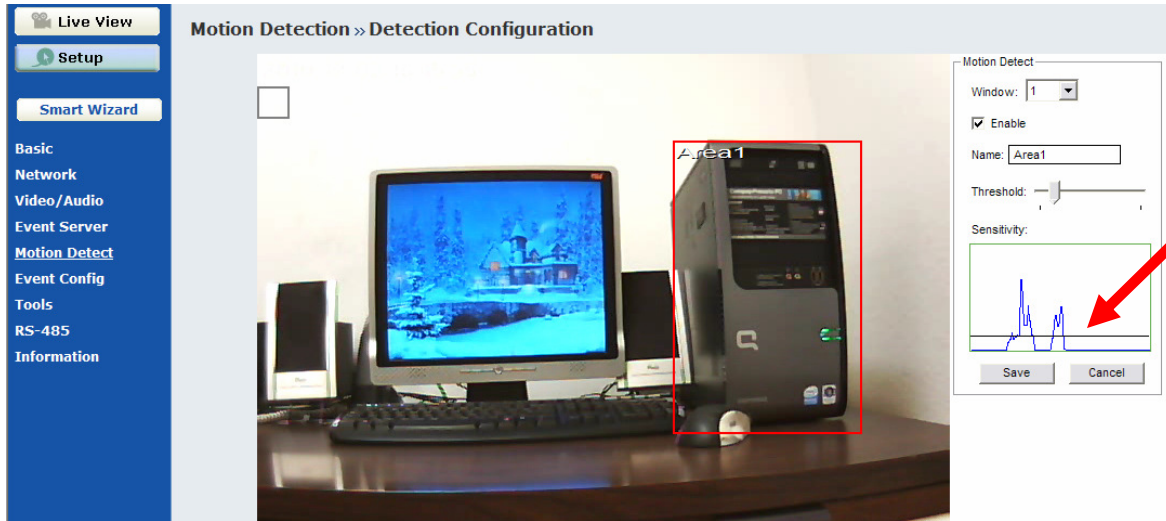 Live View
Setup
Smart Wizard
Basic
Network
Video/Audio
Event Server
Motion Detect
Event Config
Tools
RS-485
Information
Motion Detection » Detection Configuration
Area1
Motion Detect
Window: 1
Enable
Name: Area1
Threshold:
Sensitivity:
Save Cancel